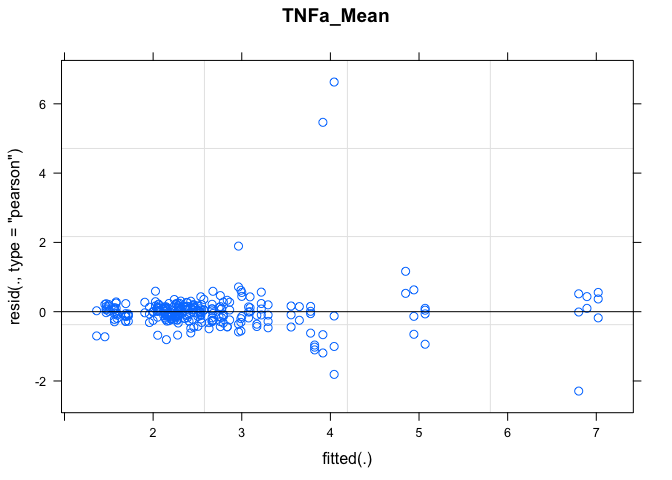 TNFa_Mean
resid(., type = "pearson")
6
4
2
0
-2
2 3 4 5 6 7
fitted(.)